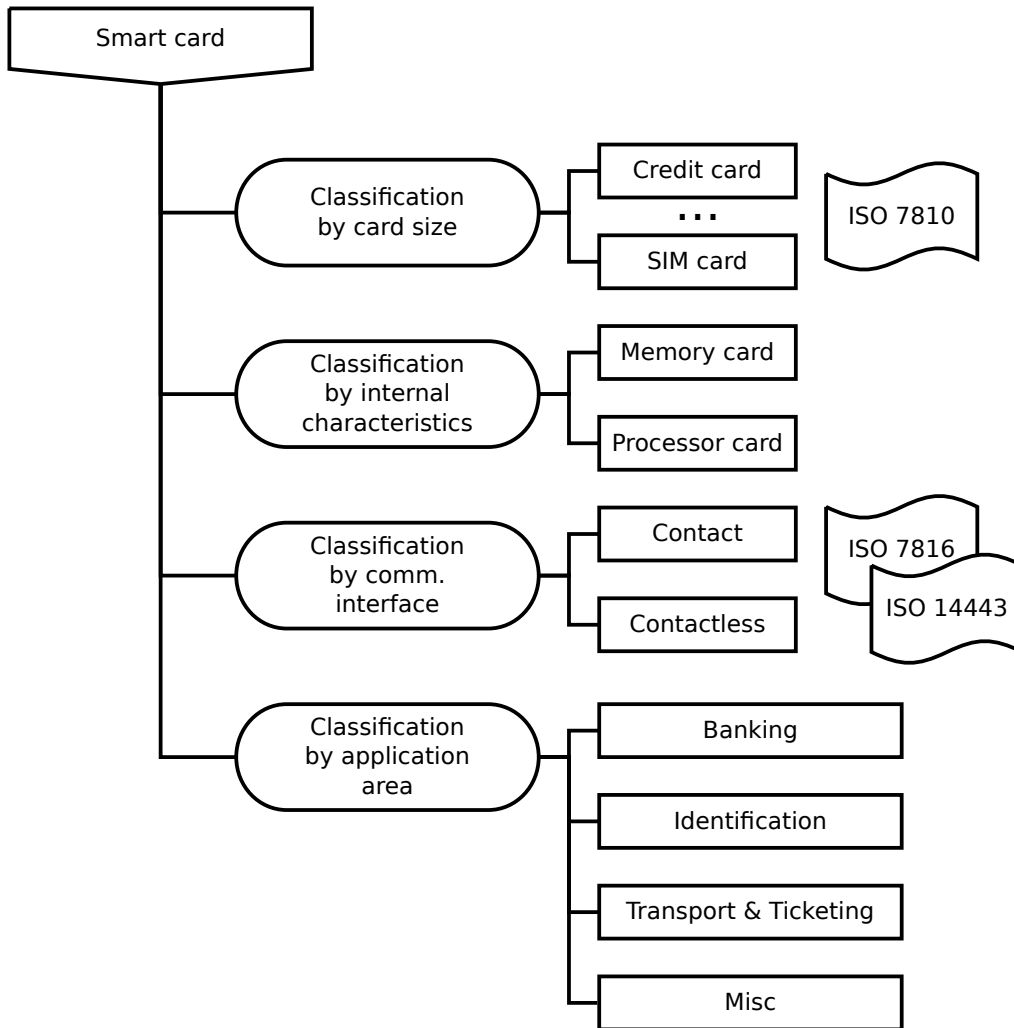 Smart card
Classification
by card size
Credit card
...
SIM card
ISO 7810
Classification
by internal
characteristics
Memory card
Processor card
Classification
by comm.
interface
Contact
Contactless
ISO 7816
ISO 14443
Classification
by application
area
Banking
Identification
Transport & Ticketing
Misc